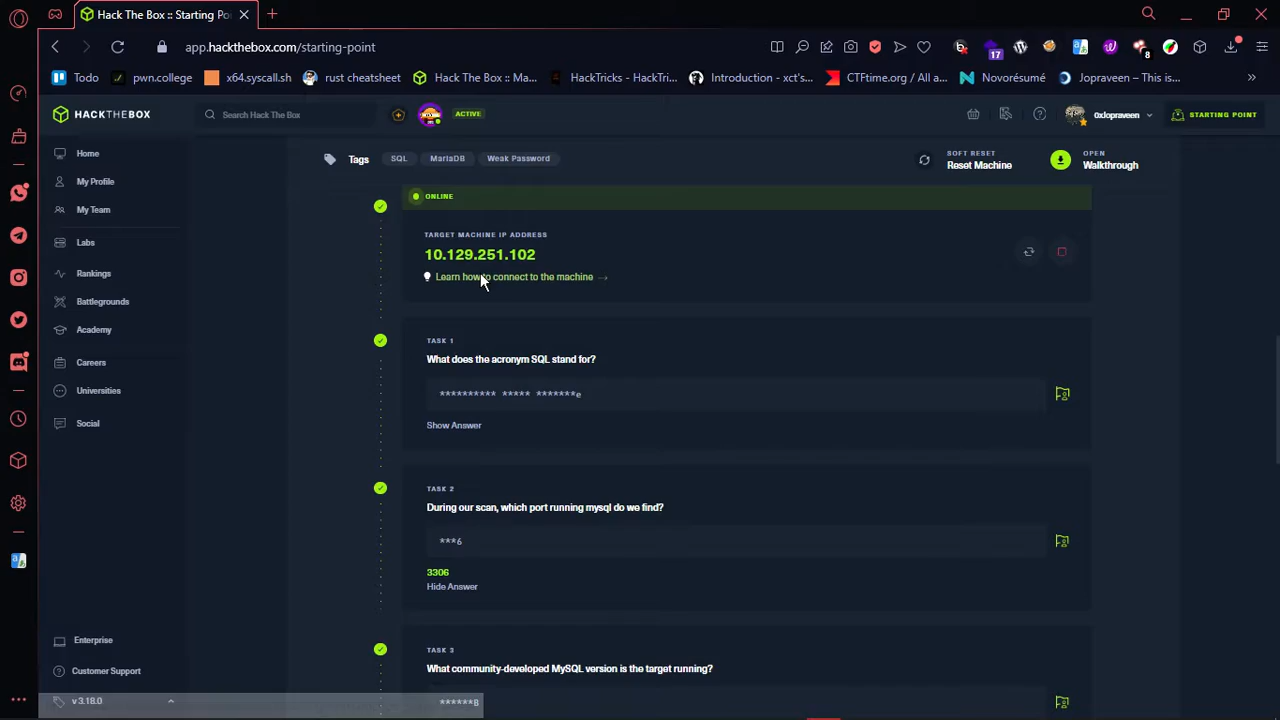 Hack The Box :: Starting Po
app.hackthebox.com/starting-point
17
8
Todo
pwn.college
x64.syscall.sh
rust cheatsheet
Hack The Box :: Ma...
HackTricks - HackTri...
Introduction - xct's...
CTFtime.org / All a...
Novorésumé
Jopraveen – This is...
HACKTHEBOX
Search Hack The Box
ACTIVE
0xJopraveen
STARTING POINT
Home
My Profile
My Team
Labs
Rankings
Battlegrounds
Academy
Careers
Universities
Social
Enterprise
Customer Support
v 3.18.0
Tags
SQL
MariaDB
Weak Password
SOFT RESET
Reset Machine
OPEN
Walkthrough
ONLINE
TARGET MACHINE IP ADDRESS
10.129.251.102
Learn how to connect to the machine →
TASK 1
What does the acronym SQL stand for?
********** ***** *******e
Show Answer
TASK 2
During our scan, which port running mysql do we find?
***6
3306
Hide Answer
TASK 3
What community-developed MySQL version is the target running?